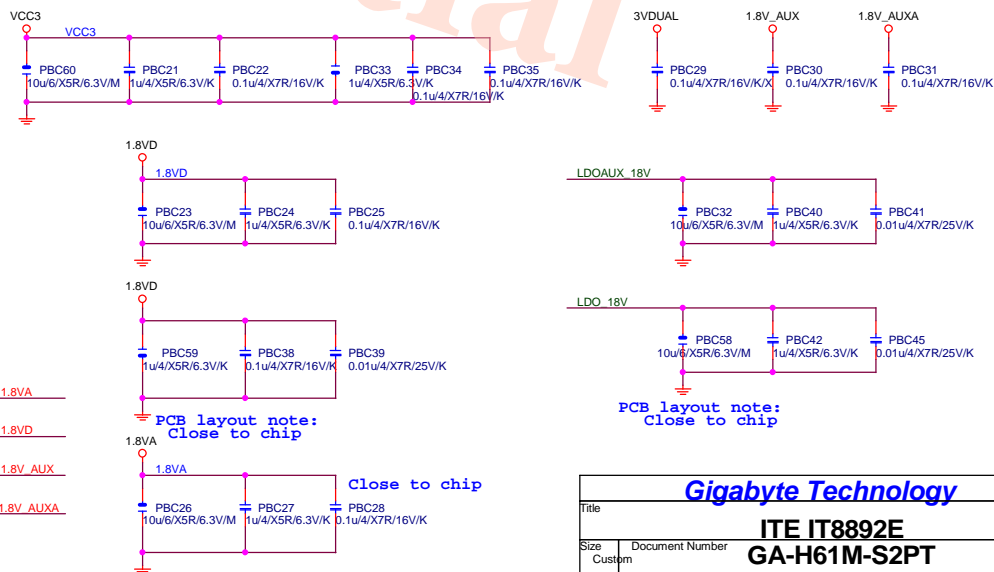 VCC3
VCC3
PBC60
10u/6/X5R/6.3V/M
PBC21
1u/4/X5R/6.3V/K
PBC22
0.1u/4/X7R/16V/K
PBC33
1u/4/X5R/6.3V/K
PBC34
0.1u/4/X7R/16V/K
PBC35
0.1u/4/X7R/16V/K
3VDUAL
PBC29
0.1u/4/X7R/16V/K/X
1.8V_AUX
PBC30
0.1u/4/X7R/16V/K
1.8V_AUXA
PBC31
0.1u/4/X7R/16V/K
1.8VD
1.8VD
PBC23
10u/6/X5R/6.3V/M
PBC24
1u/4/X5R/6.3V/K
PBC25
0.1u/4/X7R/16V/K
LDOAUX_18V
PBC32
10u/6/X5R/6.3V/M
PBC40
1u/4/X5R/6.3V/K
PBC41
0.01u/4/X7R/25V/K
1.8VD
PBC59
1u/4/X5R/6.3V/K
PBC38
0.1u/4/X7R/16V/K
PBC39
0.01u/4/X7R/25V/K
LDO_18V
PBC58
10u/6/X5R/6.3V/M
PBC42
1u/4/X5R/6.3V/K
PBC45
0.01u/4/X7R/25V/K
PCB layout note:
Close to chip
PCB layout note:
Close to chip
1.8VA
1.8VD
1.8V_AUX
1.8V_AUXA
1.8VA
1.8VA
PBC26
10u/6/X5R/6.3V/M
PBC27
1u/4/X5R/6.3V/K
PBC28
0.1u/4/X7R/16V/K
Close to chip
Gigabyte Technology
Title
ITE IT8892E
Size
Custom
Document Number
GA-H61M-S2PT